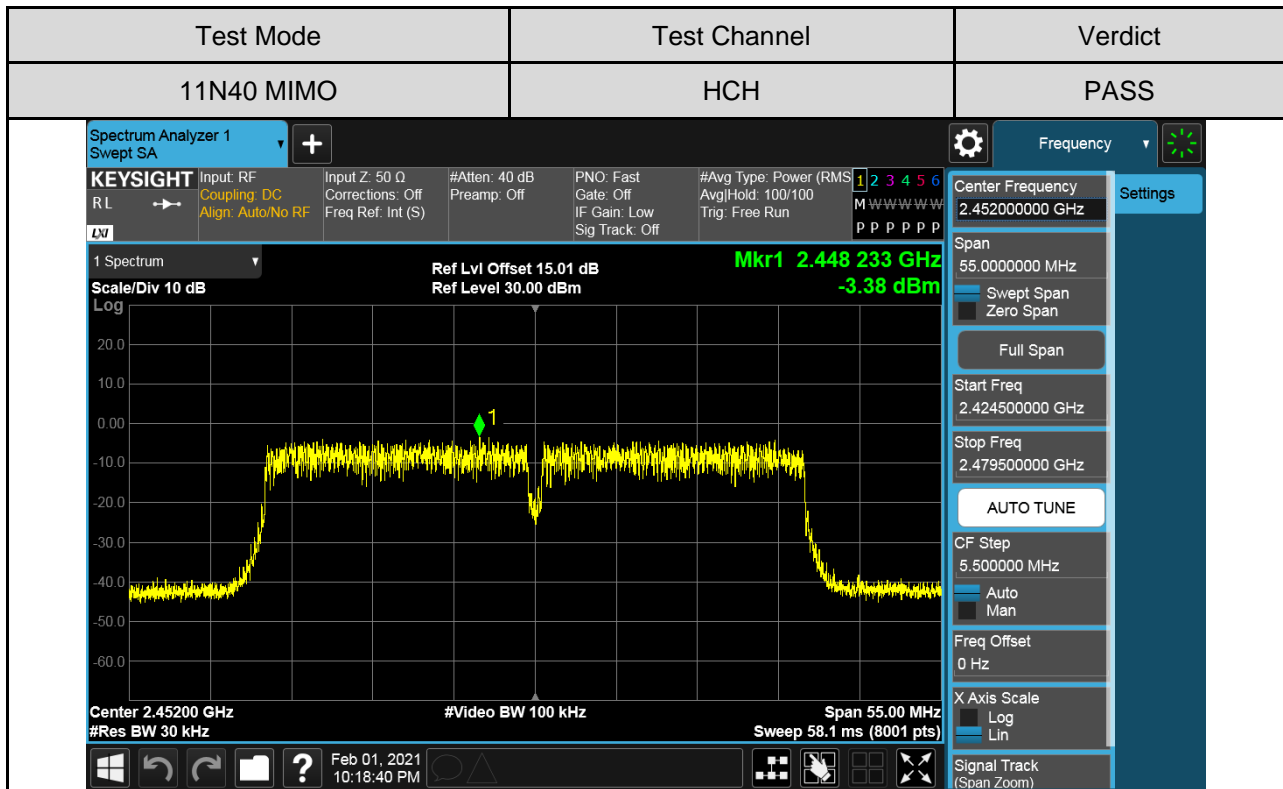 Test Mode Test Channel Verdict
11N40 MIMO HCH PASS
Spectrum Analyzer 1
Swept SA
+
Frequency
KEYSIGHT
RL
LXI
Input: RF
Coupling: DC
Align: Auto/No RF
Input Z: 50 Ω
Corrections: Off
Freq Ref: Int (S)
#Atten: 40 dB
Preamp: Off
PNO: Fast
Gate: Off
IF Gain: Low
Sig Track: Off
#Avg Type: Power (RMS
Avg|Hold: 100/100
Trig: Free Run
1 2 3 4 5 6
M W W W W W
P P P P P P
1 Spectrum
Scale/Div 10 dB
Ref Lvl Offset 15.01 dB
Ref Level 30.00 dBm
Mkr1 2.448 233 GHz
-3.38 dBm
Log
20.0
10.0
0.00
-10.0
-20.0
-30.0
-40.0
-50.0
-60.0
1
Center 2.45200 GHz
#Res BW 30 kHz
#Video BW 100 kHz
Span 55.00 MHz
Sweep 58.1 ms (8001 pts)
Center Frequency
2.452000000 GHz
Settings
Span
55.0000000 MHz
Swept Span
Zero Span
Full Span
Start Freq
2.424500000 GHz
Stop Freq
2.479500000 GHz
AUTO TUNE
CF Step
5.500000 MHz
Auto
Man
Freq Offset
0 Hz
X Axis Scale
Log
Lin
Signal Track
(Span Zoom)
?
Feb 01, 2021
10:18:40 PM